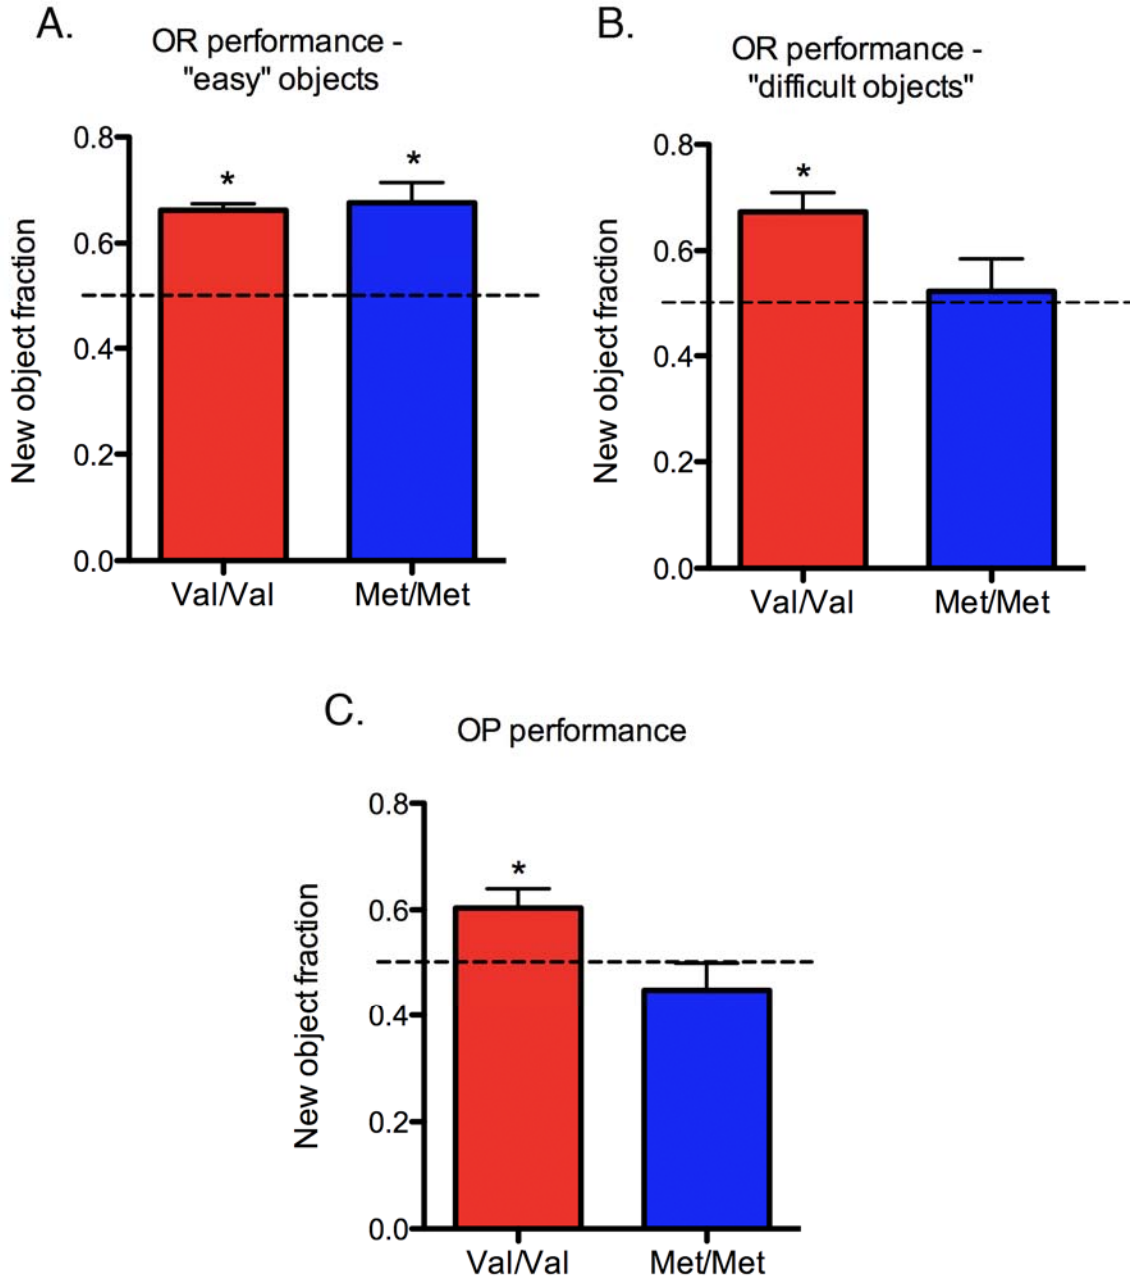 A.
OR performance -
"easy" objects
New object fraction
0.8
0.6
0.4
0.2
0.0
*
*
Val/Val
Met/Met
B.
OR performance -
"difficult objects"
New object fraction
0.8
0.6
0.4
0.2
0.0
*
Val/Val
Met/Met
C.
OP performance
New object fraction
0.8
0.6
0.4
0.2
0.0
*
Val/Val
Met/Met